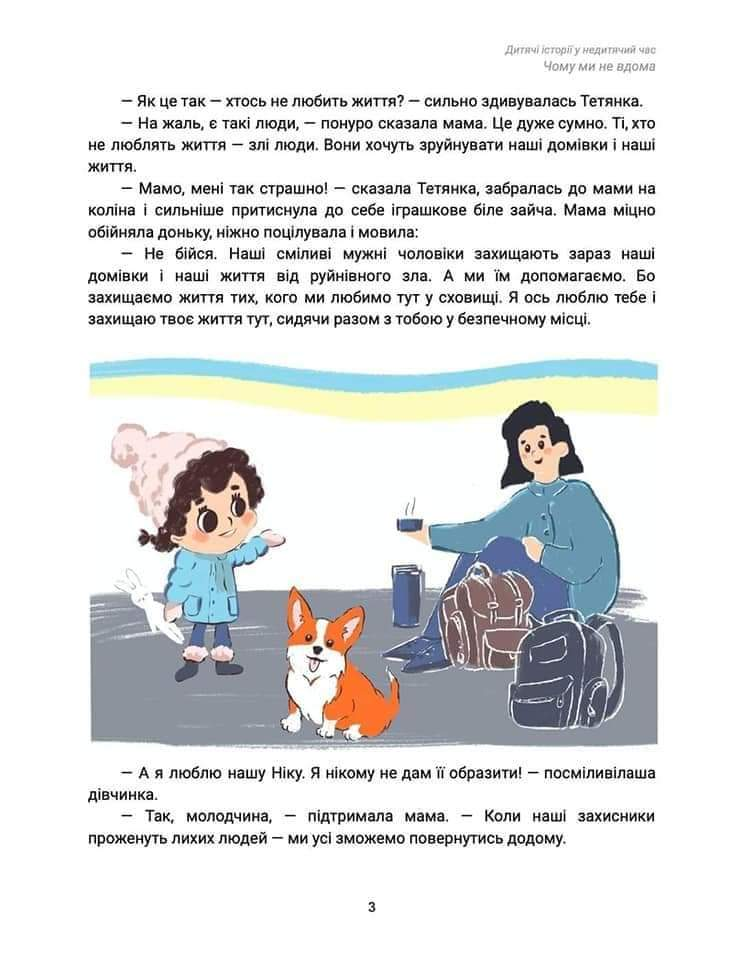 Дитячі історії у недитячий час
Чому ми не вдома
— Як це так — хтось не любить життя? — сильно здивувалась Тетянка.
— На жаль, є такі люди, — понуро сказала мама. Це дуже сумно. Ті, хто
не люблять життя — злі люди. Вони хочуть зруйнувати наші домівки і наші
життя.
— Мамо, мені так страшно! — сказала Тетянка, забралась до мами на
коліна і сильніше притиснула до себе іграшкове біле зайча. Мама міцно
обійняла доньку, ніжно поцілувала і мовила:
— Не бійся. Наші сміливі мужні чоловіки захищають зараз наші
домівки і наші життя від руйнівного зла. А ми їм допомагаємо. Бо
захищаємо життя тих, кого ми любимо тут у сховищі. Я ось люблю тебе і
захищаю твоє життя тут, сидячи разом з тобою у безпечному місці.
— А я люблю нашу Ніку. Я нікому не дам її образити! — посміливілаша
дівчинка.
— Так, молодчина, — підтримала мама. — Коли наші захисники
проженуть лихих людей — ми усі зможемо повернутись додому.
3